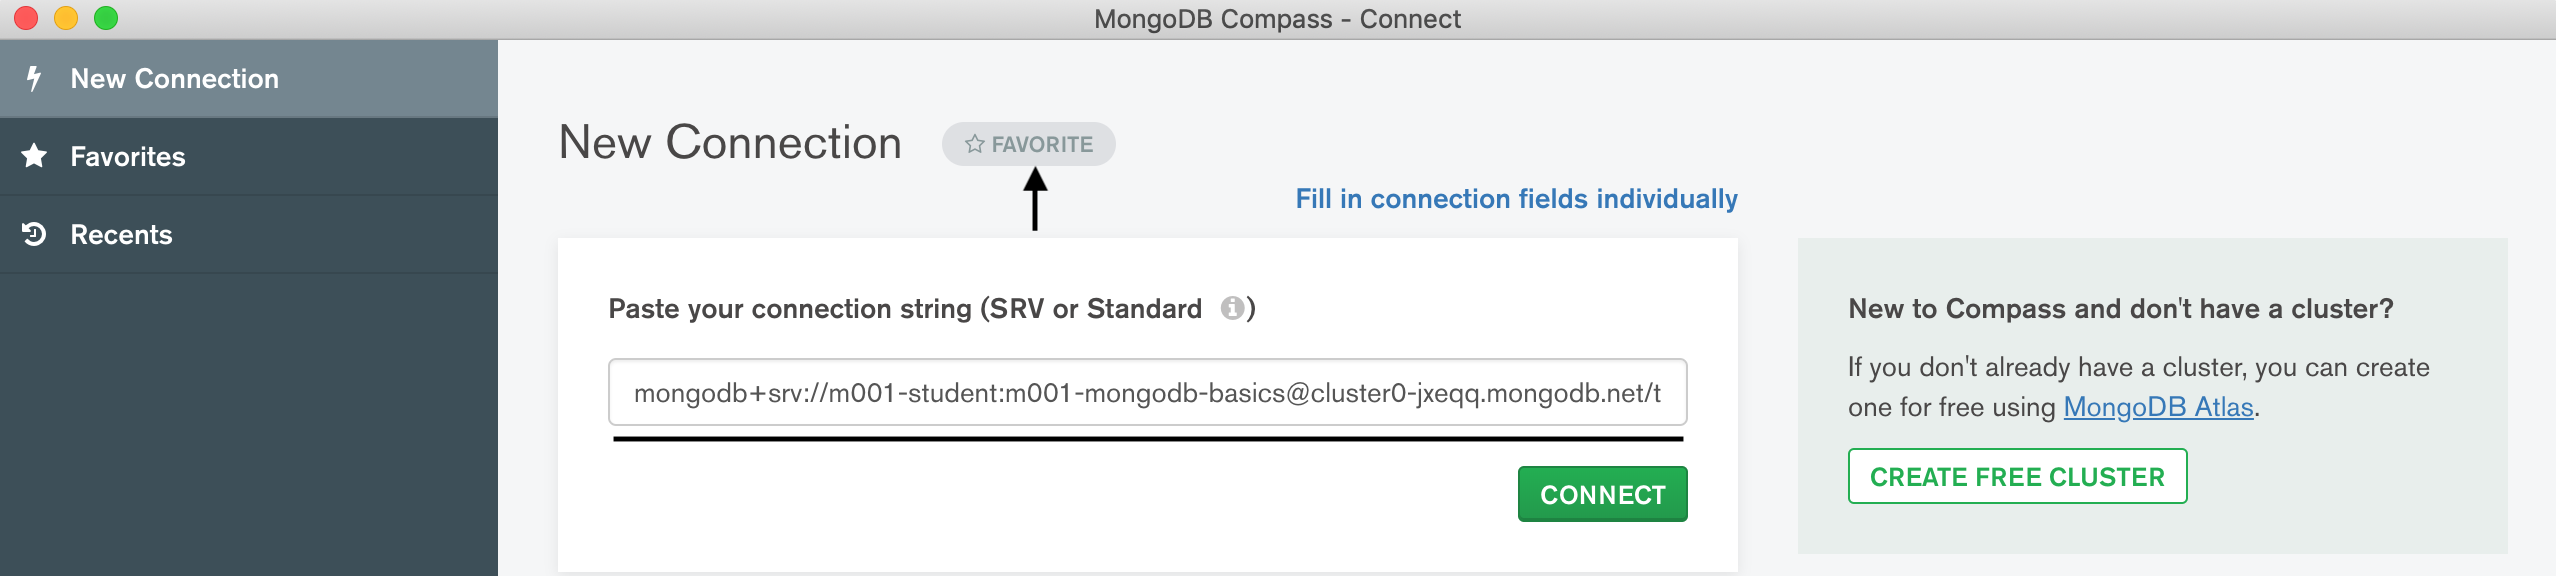 MongoDB Compass - Connect
New Connection
Favorites
Recents
New Connection
FAVORITE
Fill in connection fields individually
Paste your connection string (SRV or Standard )
mongodb+srv://m001-student:m001-mongodb-basics@cluster0-jxeqq.mongodb.net/t
CONNECT
New to Compass and don't have a cluster?
If you don't already have a cluster, you can create
one for free using MongoDB Atlas.
CREATE FREE CLUSTER